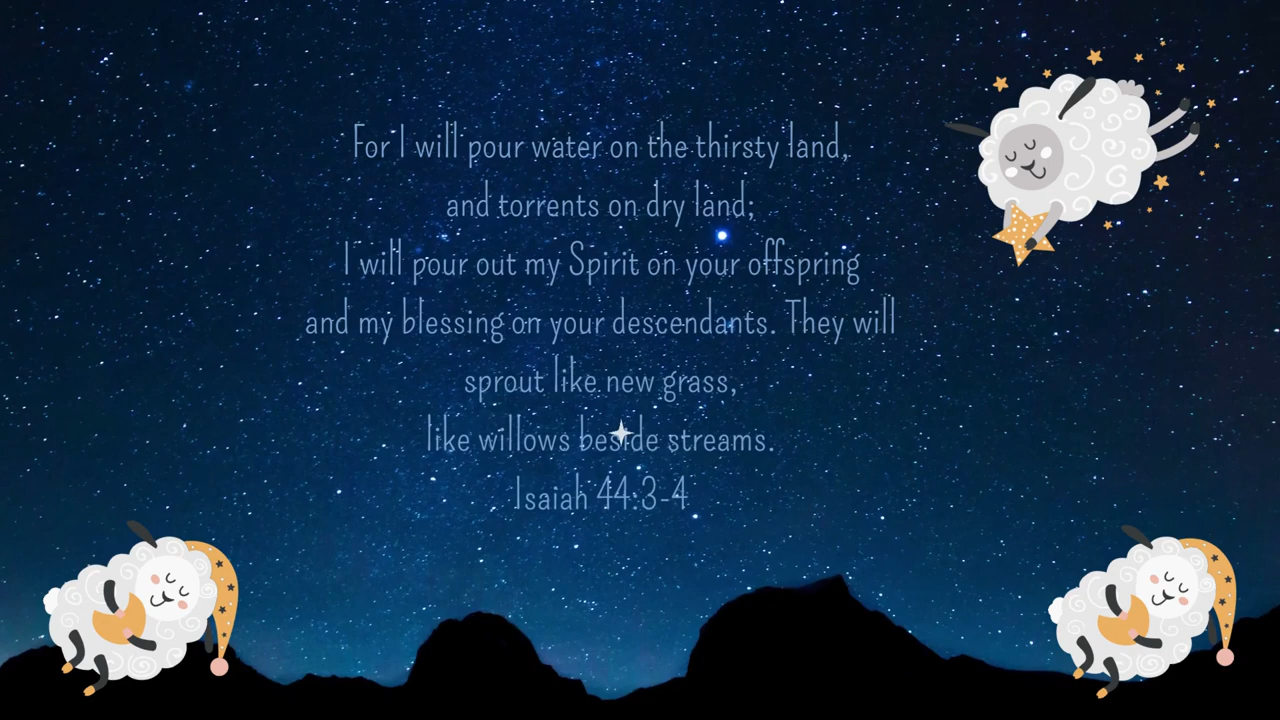 For I will pour water on the thirsty land,
and torrents on dry land;
I will pour out my Spirit on your offspring
and my blessing on your descendants. They will
sprout like new grass,
like willows beside streams.
Isaiah 44:3-4